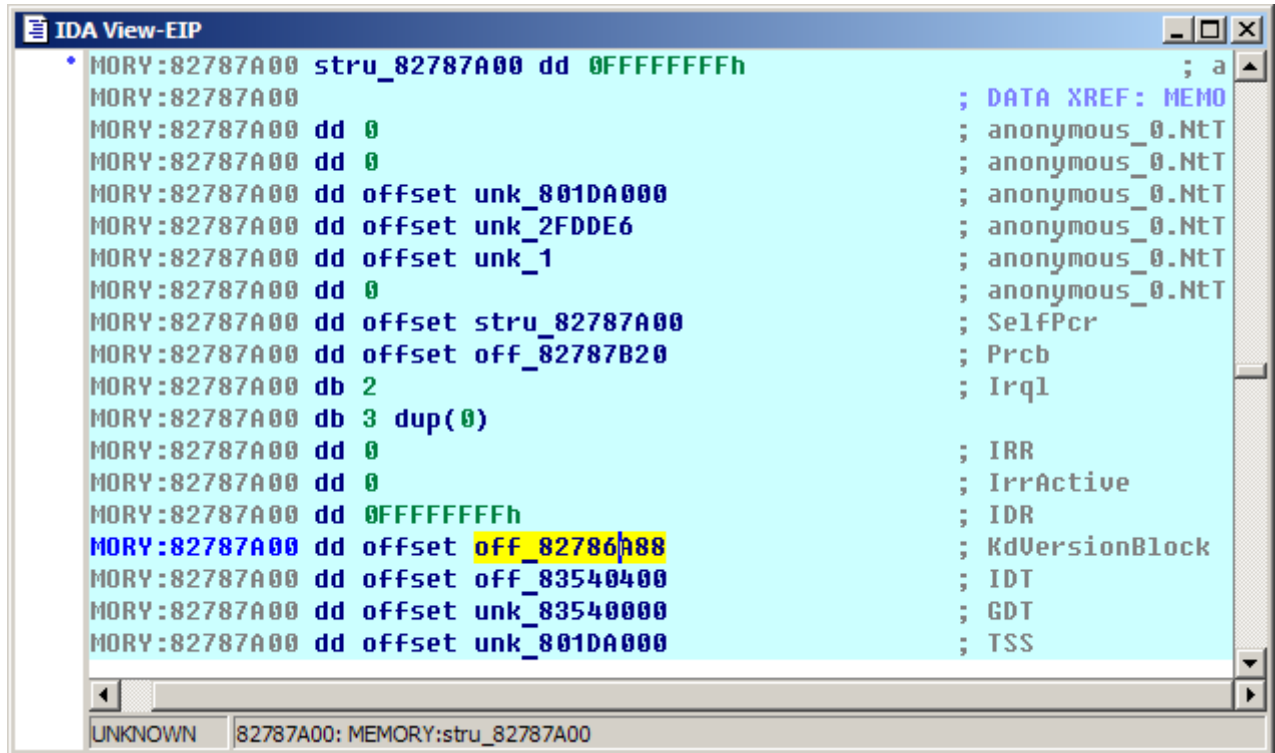 IDA View-EIP
MORY:82787A00 stru_82787A00 dd 0FFFFFFFFh ; a
MORY:82787A00 ; DATA XREF: MEMO
MORY:82787A00 dd 0 ; anonymous_0.NtT
MORY:82787A00 dd 0 ; anonymous_0.NtT
MORY:82787A00 dd offset unk_801DA000 ; anonymous_0.NtT
MORY:82787A00 dd offset unk_2FDDE6 ; anonymous_0.NtT
MORY:82787A00 dd offset unk_1 ; anonymous_0.NtT
MORY:82787A00 dd 0 ; anonymous_0.NtT
MORY:82787A00 dd offset stru_82787A00 ; SelfPcr
MORY:82787A00 dd offset off_82787B20 ; Prcb
MORY:82787A00 db 2 ; Irql
MORY:82787A00 db 3 dup(0)
MORY:82787A00 dd 0 ; IRR
MORY:82787A00 dd 0 ; IrrActive
MORY:82787A00 dd 0FFFFFFFFh ; IDR
MORY:82787A00 dd offset off_82786A88 ; KdVersionBlock
MORY:82787A00 dd offset off_83540400 ; IDT
MORY:82787A00 dd offset unk_83540000 ; GDT
MORY:82787A00 dd offset unk_801DA000 ; TSS
UNKNOWN 82787A00: MEMORY:stru_82787A00